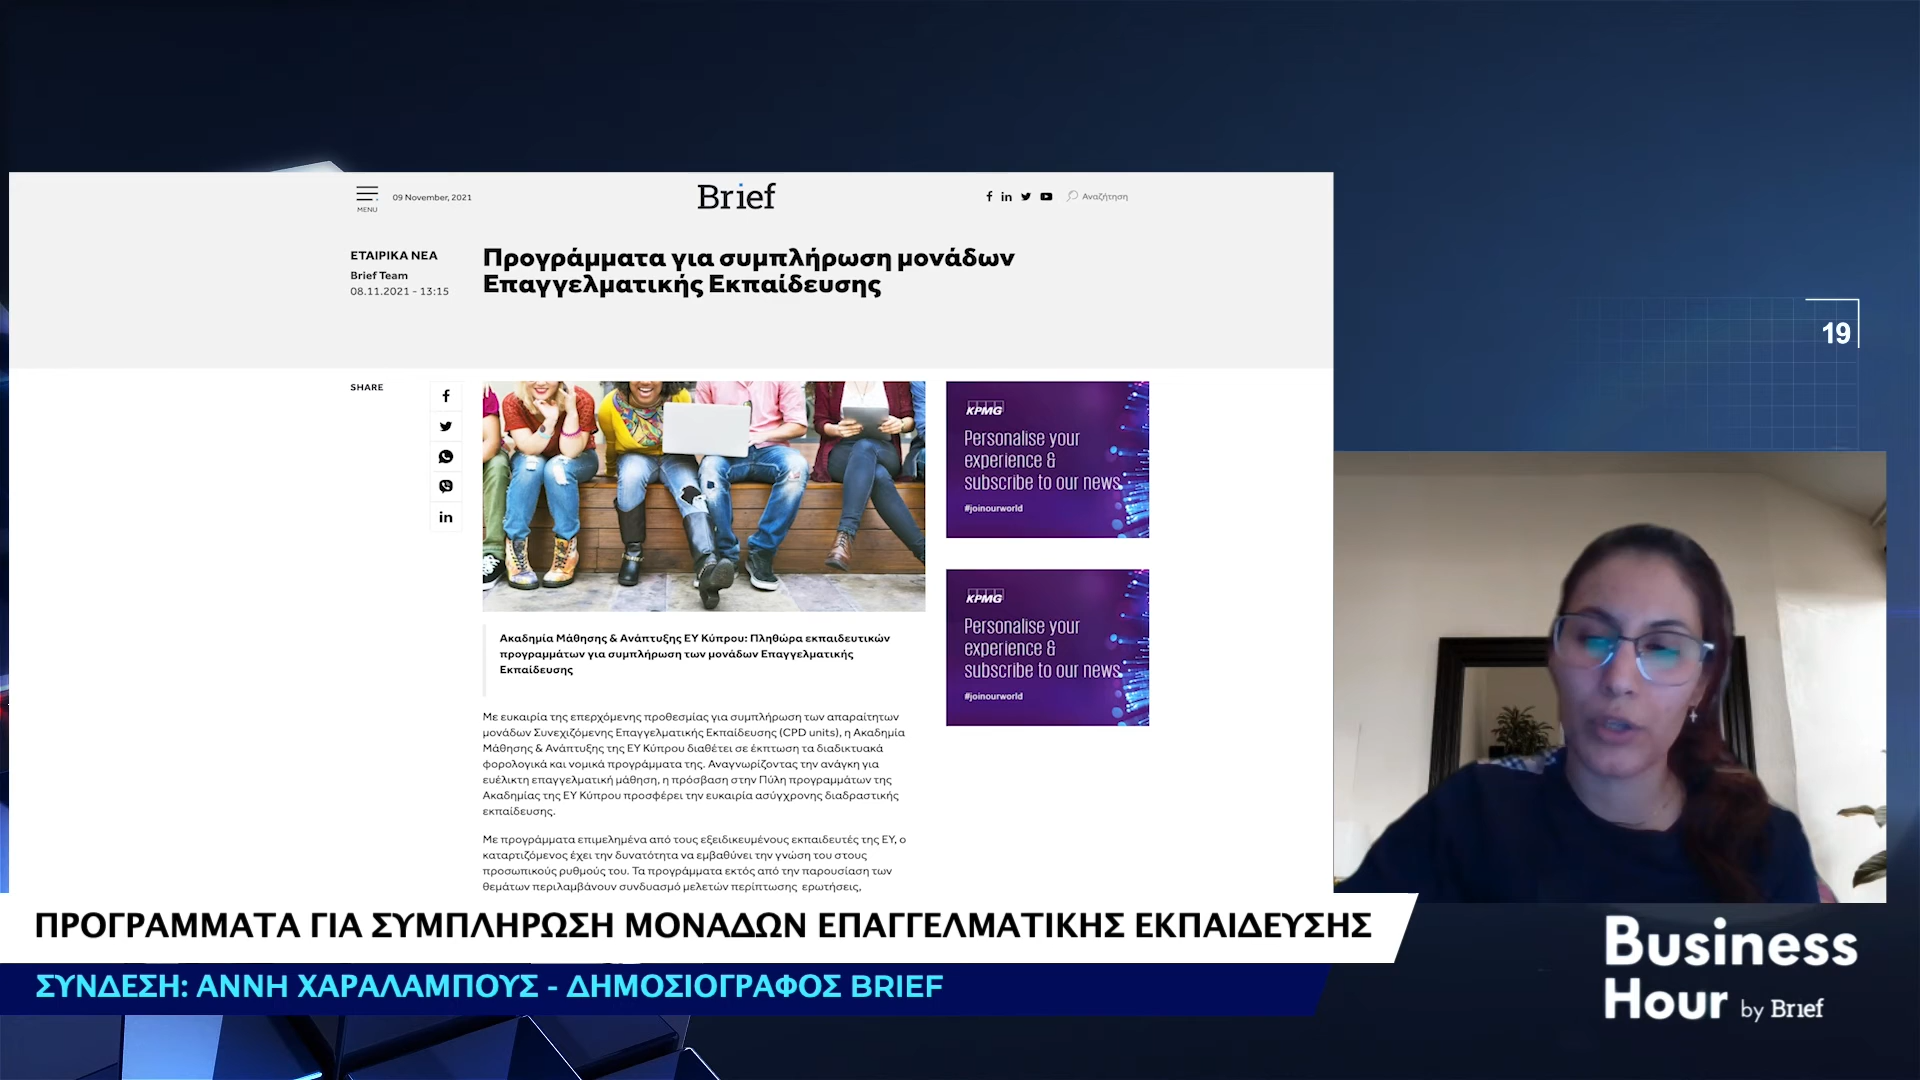 MENU
09 November, 2021
Brief
Αναζήτηση
ΕΤΑΙΡΙΚΑ ΝΕΑ
Brief Team
08.11.2021 - 13:15
Προγράμματα για συμπλήρωση μονάδων
Επαγγελματικής Εκπαίδευσης
SHARE
KPMG
Personalise your
experience &
subscribe to our news
#joinourworld
KPMG
Personalise your
experience &
subscribe to our news
#joinourworld
Ακαδημία Μάθησης & Ανάπτυξης ΕΥ Κύπρου: Πληθώρα εκπαιδευτικών
προγραμμάτων για συμπλήρωση των μονάδων Επαγγελματικής
Εκπαίδευσης
Με ευκαιρία της επερχόμενης προθεσμίας για συμπλήρωση των απαραίτητων
μονάδων Συνεχιζόμενης Επαγγελματικής Εκπαίδευσης (CPD units), η Ακαδημία
Μάθησης & Ανάπτυξης της ΕΥ Κύπρου διαθέτει σε έκπτωση τα διαδικτυακά
φορολογικά και νομικά προγράμματα της. Αναγνωρίζοντας την ανάγκη για
ευέλικτη επαγγελματική μάθηση, η πρόσβαση στην Πύλη προγραμμάτων της
Ακαδημίας της ΕΥ Κύπρου προσφέρει την ευκαιρία ασύγχρονης διαδραστικής
εκπαίδευσης.
Με προγράμματα επιμελημένα από τους εξειδικευμένους εκπαιδευτές της ΕΥ, ο
καταρτιζόμενος έχει την δυνατότητα να εμβαθύνει την γνώση του στους
προσωπικούς ρυθμούς του. Τα προγράμματα εκτός από την παρουσίαση των
θεμάτων περιλαμβάνουν συνδυασμό μελετών περίπτωσης ερωτήσεις,
19
ΠΡΟΓΡΑΜΜΑΤΑ ΓΙΑ ΣΥΜΠΛΗΡΩΣΗ ΜΟΝΑΔΩΝ ΕΠΑΓΓΕΛΜΑΤΙΚΗΣ ΕΚΠΑΙΔΕΥΣΗΣ
ΣΥΝΔΕΣΗ: ΑΝΝΗ ΧΑΡΑΛΑΜΠΟΥΣ - ΔΗΜΟΣΙΟΓΡΑΦΟΣ BRIEF
Business
Hour by Brief